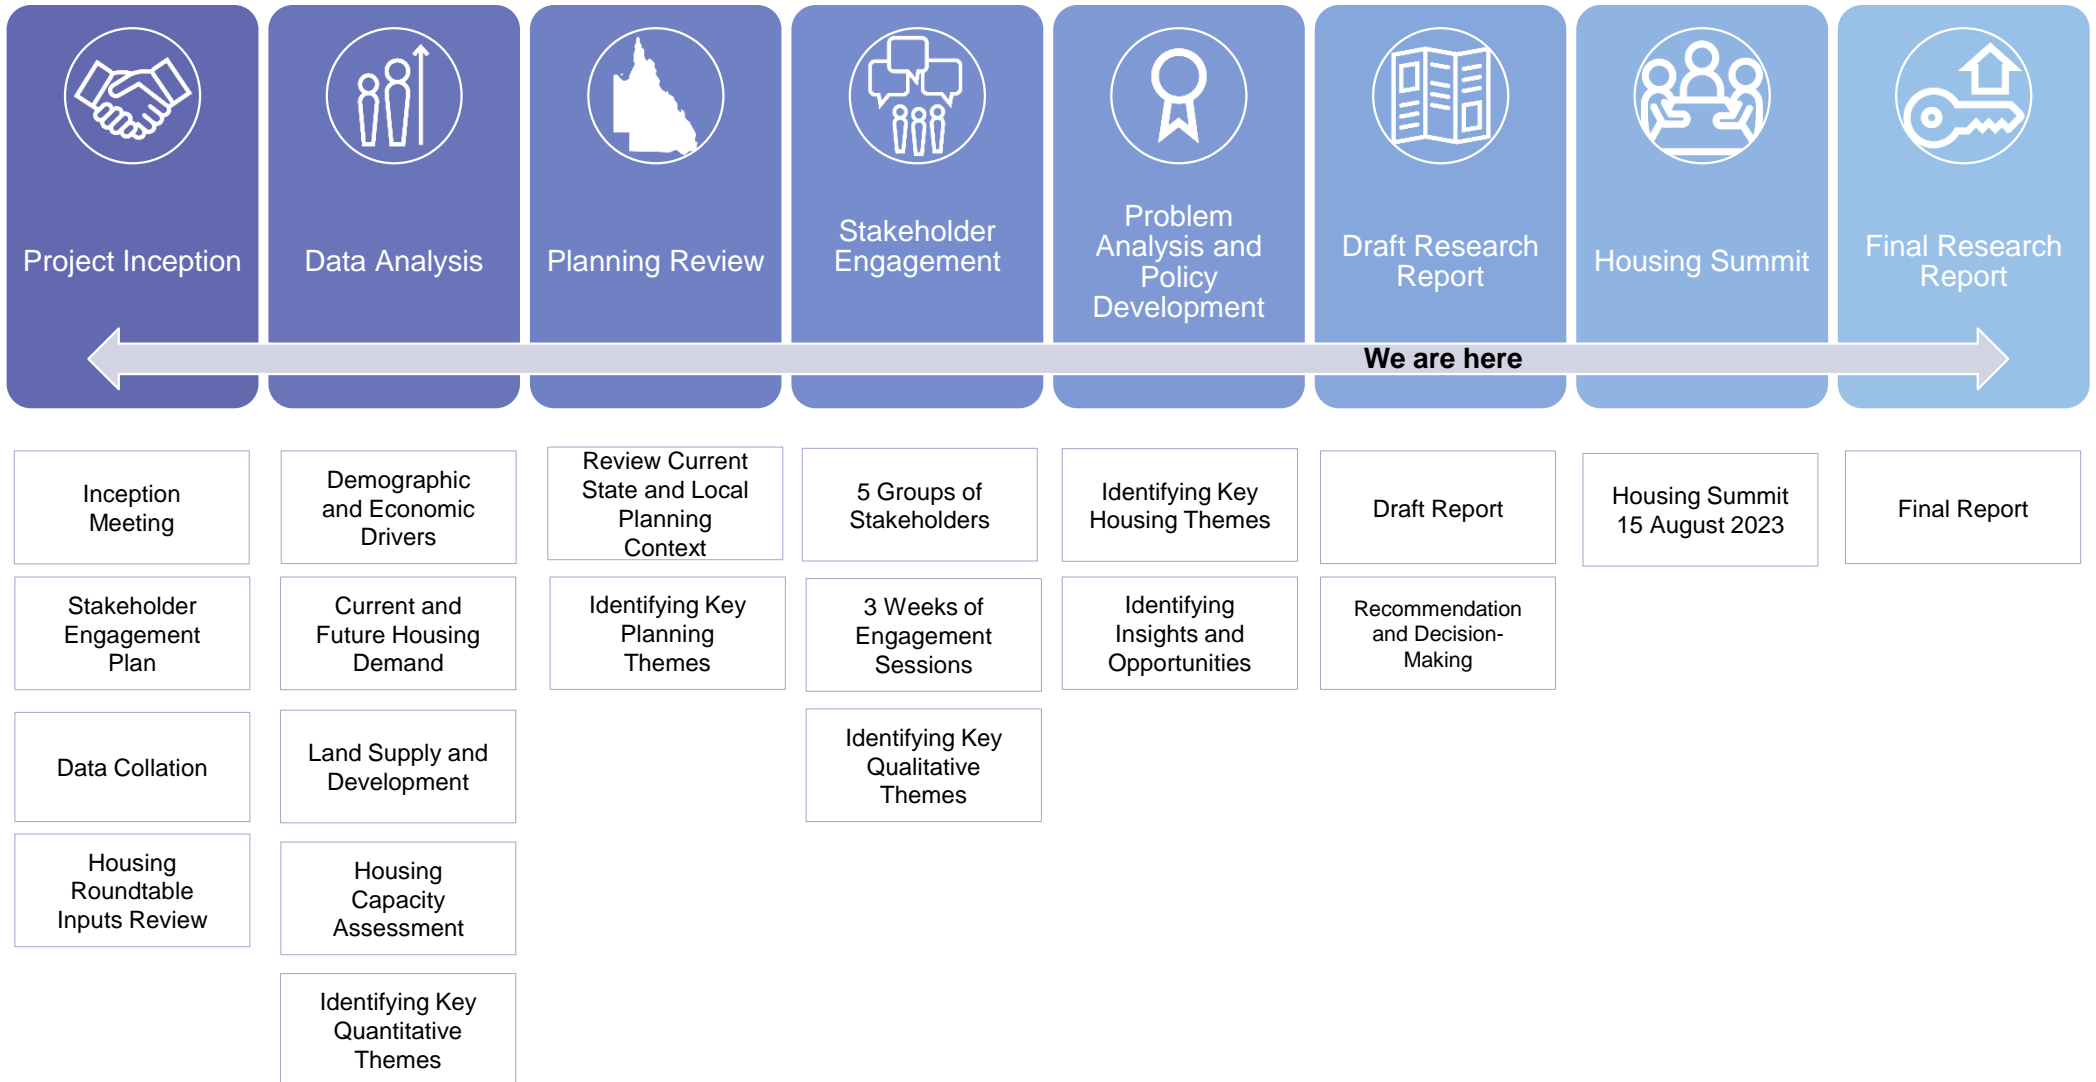 Project Inception
Data Analysis
Planning Review
Stakeholder
Engagement
Problem
Analysis and
Policy
Development
Draft Research
Report
Housing Summit
Final Research
Report
We are here
Inception
Meeting
Stakeholder
Engagement
Plan
Data Collation
Housing
Roundtable
Inputs Review
Demographic
and Economic
Drivers
Current and
Future Housing
Demand
Land Supply and
Development
Housing
Capacity
Assessment
Identifying Key
Quantitative
Themes
Review Current
State and Local
Planning
Context
Identifying Key
Planning
Themes
5 Groups of
Stakeholders
3 Weeks of
Engagement
Sessions
Identifying Key
Qualitative
Themes
Identifying Key
Housing Themes
Identifying
Insights and
Opportunities
Draft Report
Recommendation
and Decision-
Making
Housing Summit
15 August 2023
Final Report